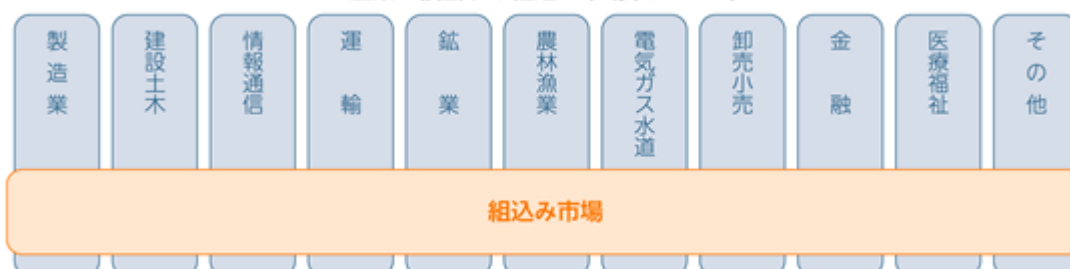 製造業
建設土木
情報通信
運輸
鉱業
農林漁業
電気ガス水道
卸売小売
金融
医療福祉
その他
組込み市場